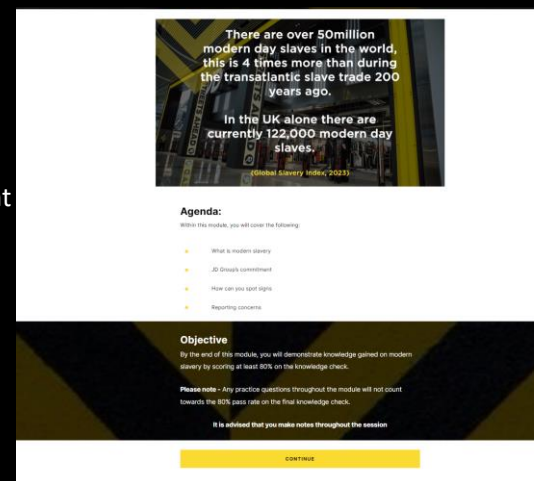 There are over 50million
modern day slaves in the world,
this is 4 times more than during
the transatlantic slave trade 200
years ago.
In the UK alone there are
currently 122,000 modern day
slaves.
(Global Slavery Index, 2023)
Agenda:
Within this module, you will cover the following:
What is modern slavery
JD Group's commitment
How can you spot signs
Reporting concerns
Objective
By the end of this module, you will demonstrate knowledge gained on modern
slavery by scoring at least 80% on the knowledge check.
Please note - Any practice questions throughout the module will not count
towards the 80% pass rate on the final knowledge check.
It is advised that you make notes throughout the session
CONTINUE